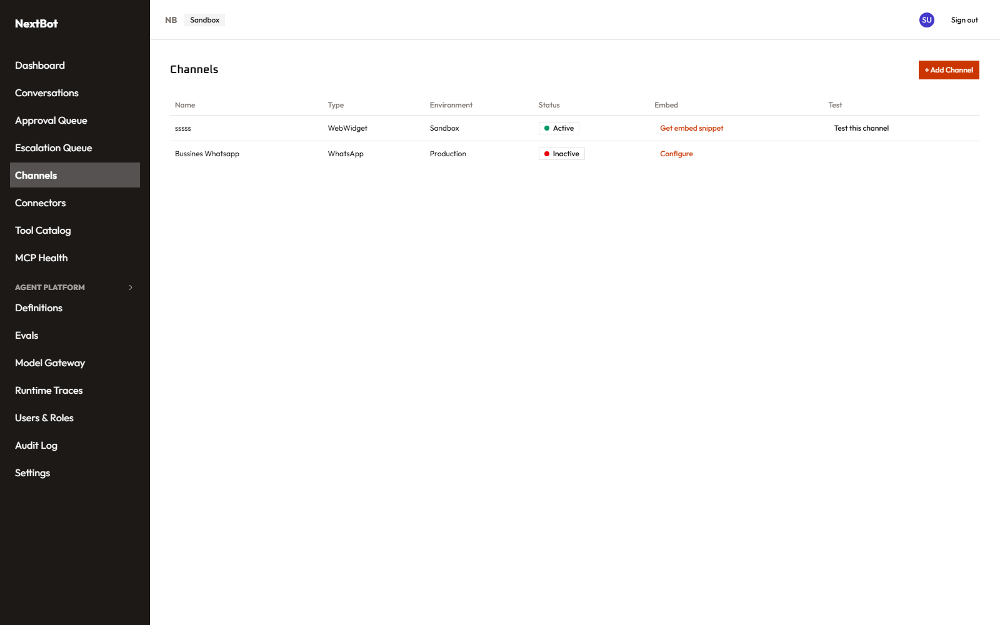 NextBot
Dashboard
Conversations
Approval Queue
Escalation Queue
Channels
Connectors
Tool Catalog
MCP Health
AGENT PLATFORM
Definitions
Evals
Model Gateway
Runtime Traces
Users & Roles
Audit Log
Settings
NB Sandbox SU Sign out
Channels + Add Channel
Name Type Environment Status Embed Test
sssss WebWidget Sandbox Active Get embed snippet Test this channel
Bussines Whatsapp WhatsApp Production Inactive Configure